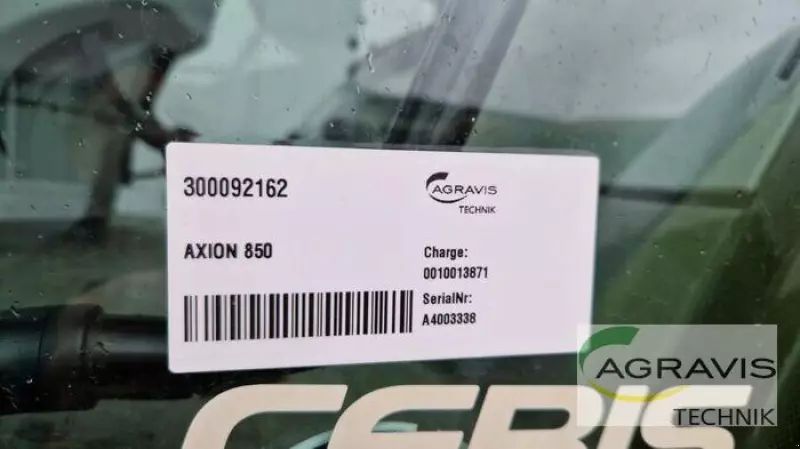 300092162
AGRAVIS
TECHNIK
AXION 850
Charge:
0010013871
SerialNr:
A4003338
AGRAVIS
TECHNIK